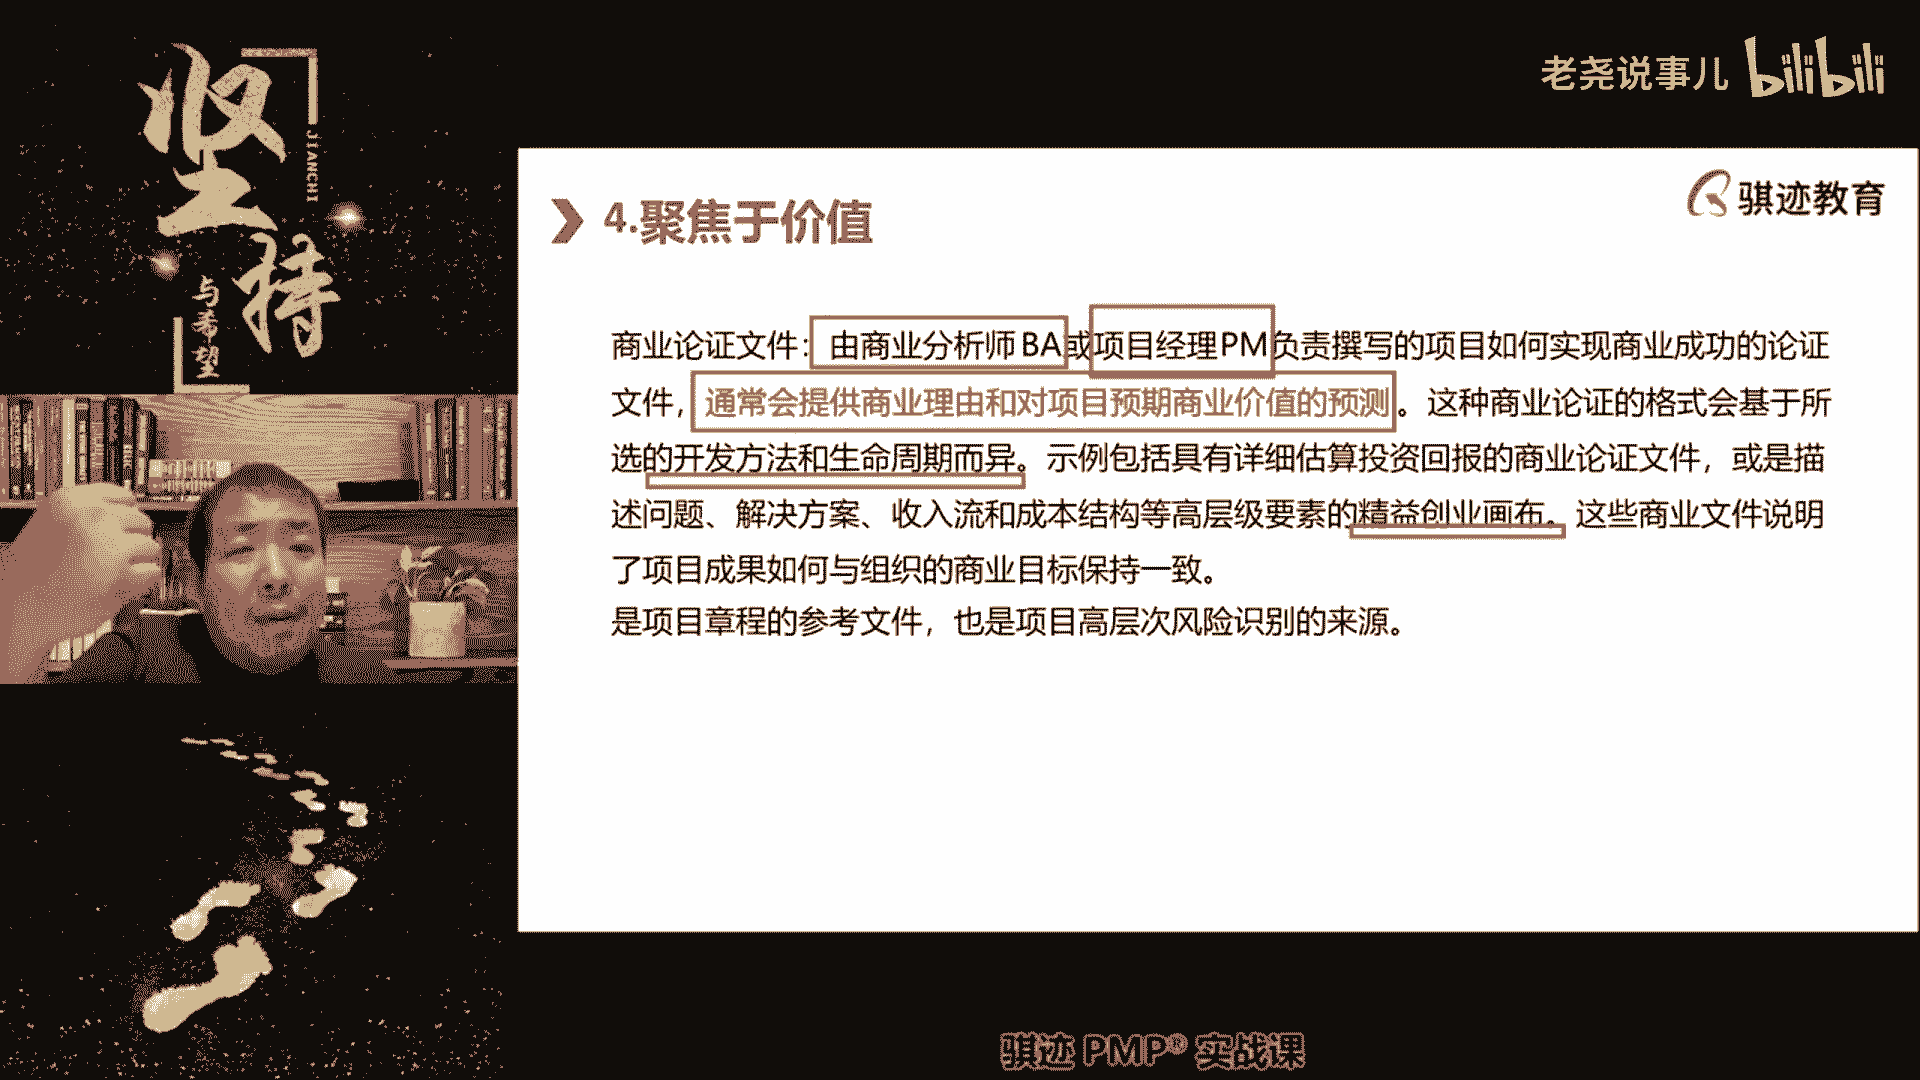 坚持
JIANCHI
与希望
老尧说事儿 bilibili
骐迹教育
4.聚焦于价值
商业论证文件：由商业分析师BA或项目经理PM负责撰写的项目如何实现商业成功的论证
文件，通常会提供商业理由和对项目预期商业价值的预测。这种商业论证的格式会基于所
选的开发方法和生命周期而异。示例包括具有详细估算投资回报的商业论证文件，或是描
述问题、解决方案、收入流和成本结构等高层级要素的精益创业画布。这些商业文件说明
了项目成果如何与组织的商业目标保持一致。
是项目章程的参考文件，也是项目高层次风险识别的来源。
骐迹 PMP® 实战课